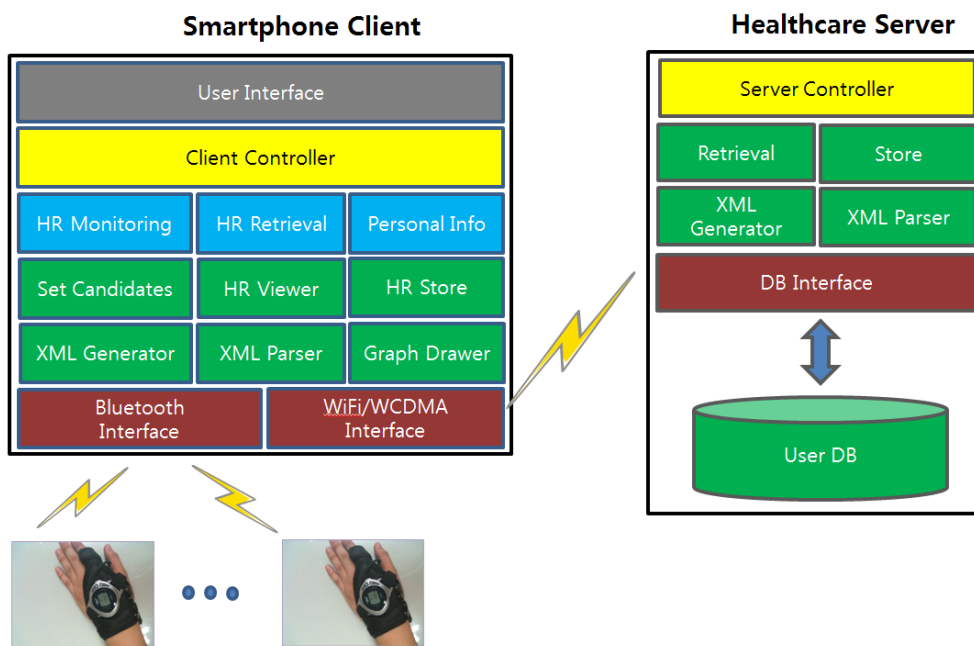 Smartphone Client
Healthcare Server
User Interface
Client Controller
HR Monitoring
HR Retrieval
Personal Info
Set Candidates
HR Viewer
HR Store
XML Generator
XML Parser
Graph Drawer
Bluetooth
Interface
WiFi/WCDMA
Interface
Server Controller
Retrieval
Store
XML
Generator
XML Parser
DB Interface
User DB